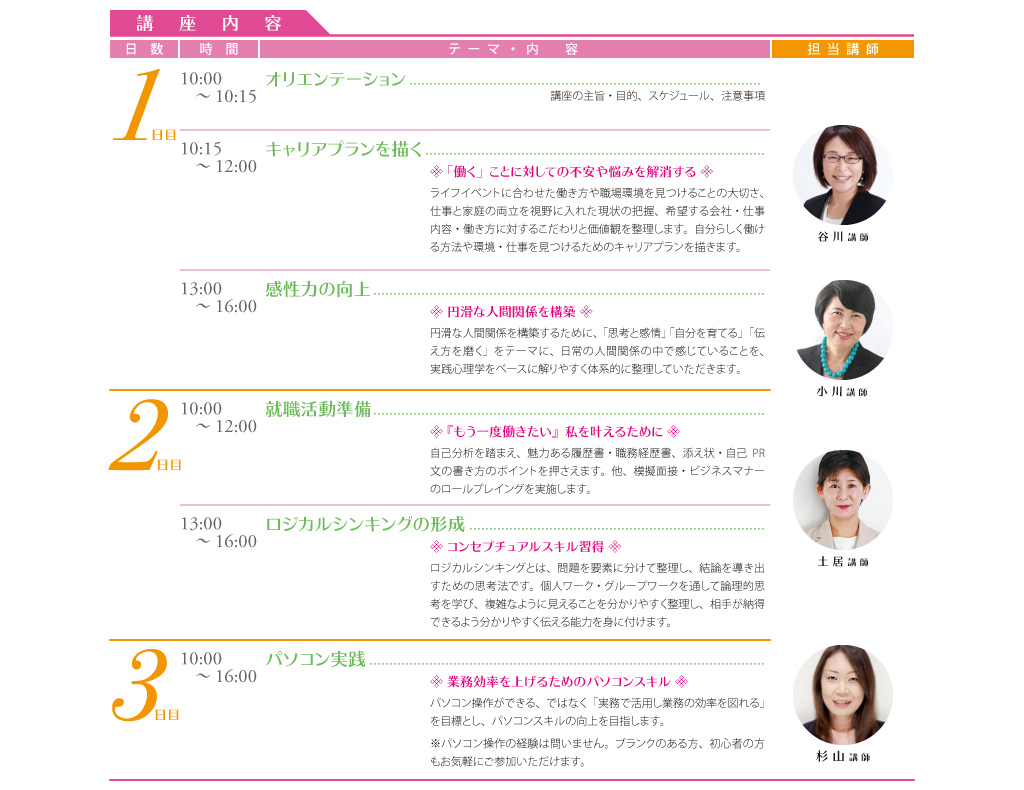 講座内容
日数 時間 テーマ・内容 担当講師
1日目
10:00
～ 10:15
オリエンテーション
講座の主旨・目的、スケジュール、注意事項
10:15
～ 12:00
キャリアプランを描く
※「働く」ことに対しての不安や悩みを解消する※
ライフイベントに合わせた働き方や職場環境を見つけることの大切さ、
仕事と家庭の両立を視野に入れた現状の把握、希望する会社・仕事
内容・働き方に対するこだわりと価値観を整理します。自分らしく働け
る方法や環境・仕事を見つけるためのキャリアプランを描きます。
谷川 講師
13:00
～ 16:00
感性力の向上
※ 円滑な人間関係を構築 ※
円滑な人間関係を構築するために、「思考と感情」「自分を育てる」「伝
え方を磨く」をテーマに、日常の人間関係の中で感じていることを、
実践心理学をベースに解りやすく体系的に整理していただきます。
小川 講師
2日目
10:00
～ 12:00
就職活動準備
※『もう一度働きたい』私を叶えるために ※
自己分析を踏まえ、魅力ある履歴書・職務経歴書、添え状・自己 PR
文の書き方のポイントを押さえます。他、模擬面接・ビジネスマナー
のロールプレイングを実施します。
13:00
～ 16:00
ロジカルシンキングの形成
※ コンセプチュアルスキル習得 ※
ロジカルシンキングとは、問題を要素に分けて整理し、結論を導き出
すための思考法です。個人ワーク・グループワークを通して論理的思
考を学び、複雑なように見えることを分かりやすく整理し、相手が納得
できるよう分かりやすく伝える能力を身に付けます。
土居 講師
3日目
10:00
～ 16:00
パソコン実践
※ 業務効率を上げるためのパソコンスキル ※
パソコン操作ができる、ではなく「実務で活用し業務の効率を図れる」
を目標とし、パソコンスキルの向上を目指します。
※パソコン操作の経験は問いません。ブランクのある方、初心者の方
もお気軽にご参加いただけます。
杉山 講師